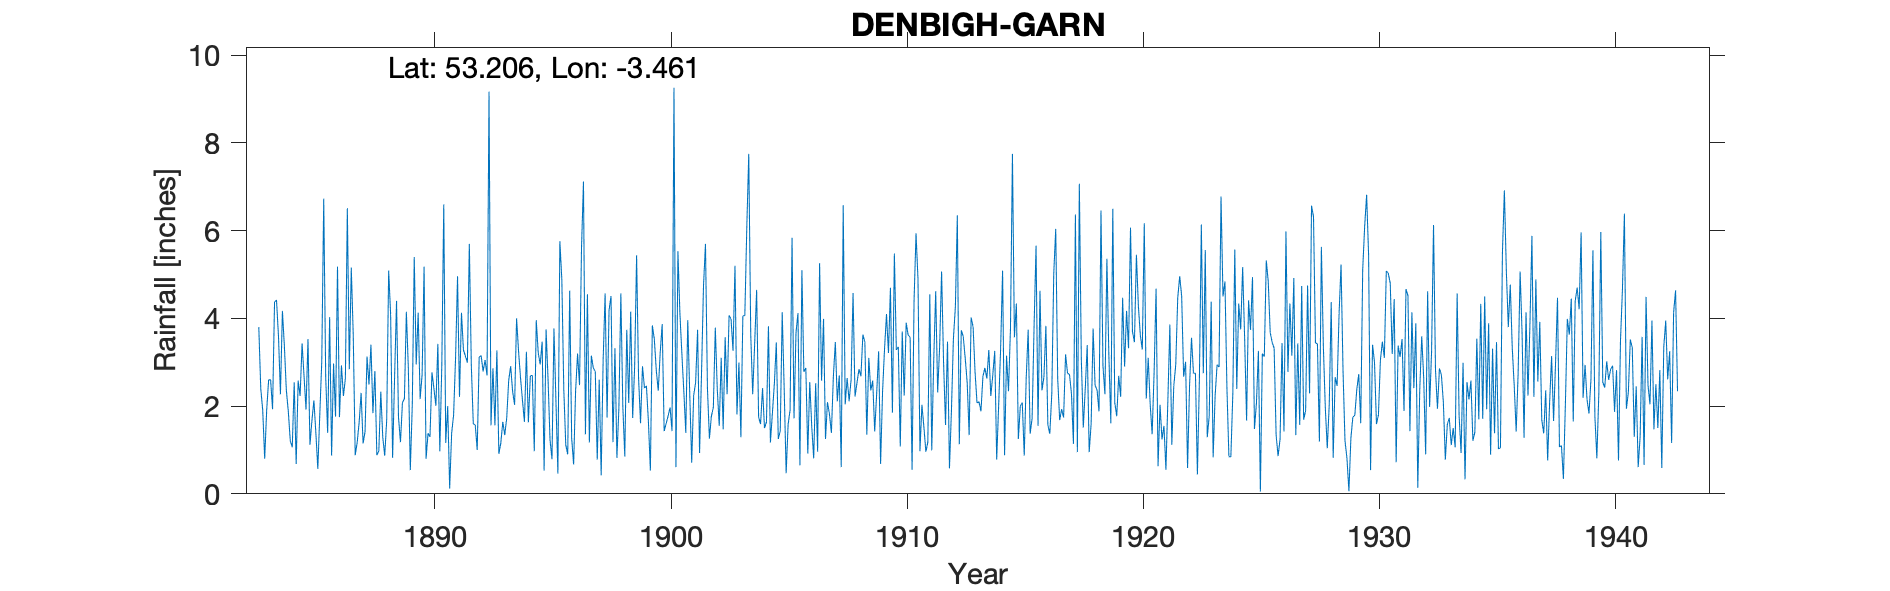 DENBIGH-GARN
Lat: 53.206, Lon: -3.461
10
8
6
4
2
0
Rainfall [inches]
1890 1900 1910 1920 1930 1940
Year